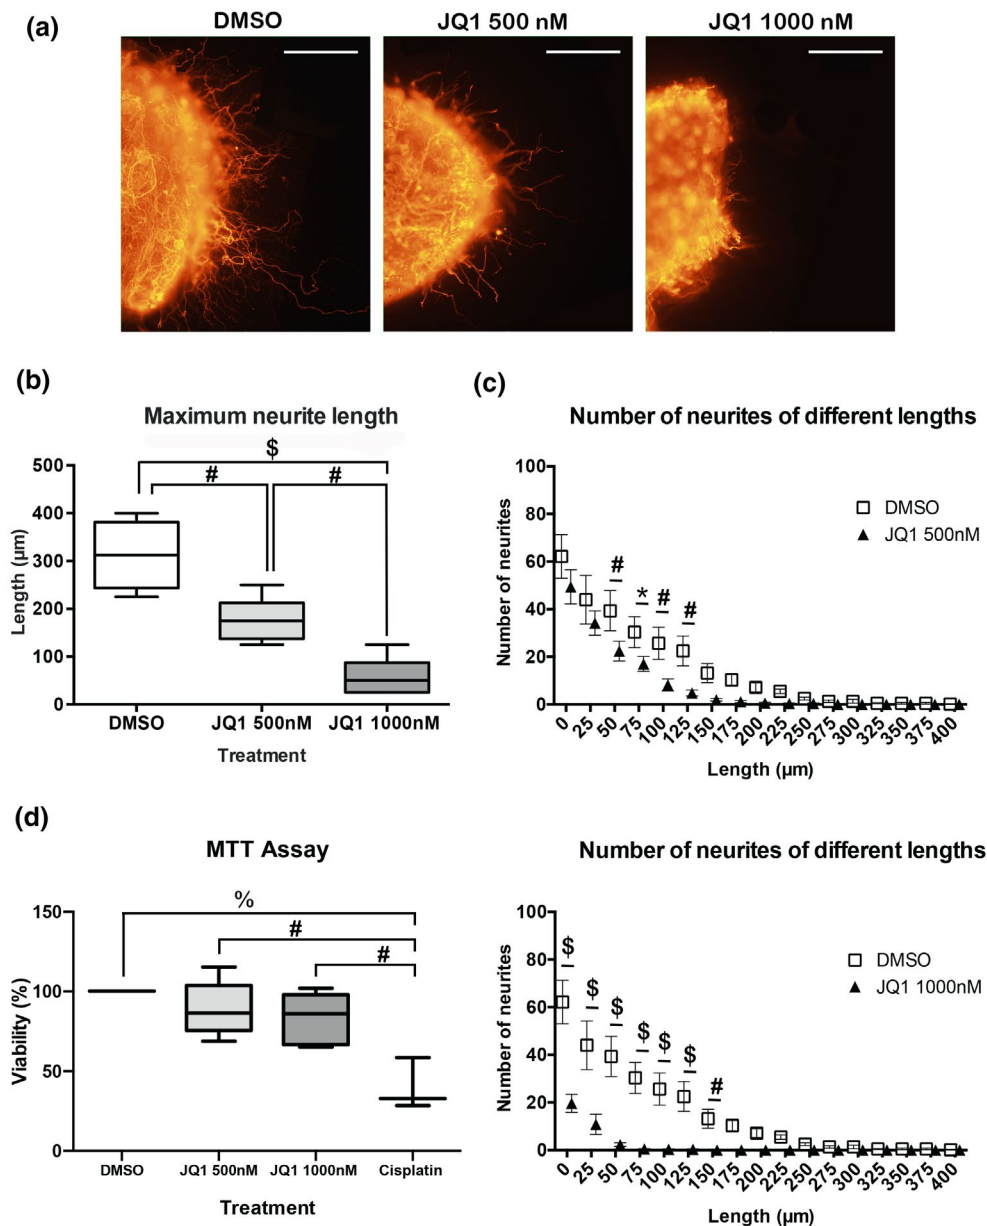 (a)
DMSO
JQ1 500 nM
JQ1 1000 nM
(b)
Maximum neurite length
$
#
#
Length (µm)
500
400
300
200
100
0
DMSO
JQ1 500nM
JQ1 1000nM
Treatment
(c)
Number of neurites of different lengths
Number of neurites
100
80
60
40
20
0
DMSO
JQ1 500nM
#
*
#
#
0
25
50
75
100
125
150
175
200
225
250
275
300
325
350
375
400
Length (µm)
(d)
MTT Assay
%
#
#
Viability (%)
150
100
50
0
DMSO
JQ1 500nM
JQ1 1000nM
Cisplatin
Treatment
Number of neurites of different lengths
Number of neurites
100
80
60
40
20
0
DMSO
JQ1 1000nM
$
$
$
$
$
$
#
0
25
50
75
100
125
150
175
200
225
250
275
300
325
350
375
400
Length (µm)